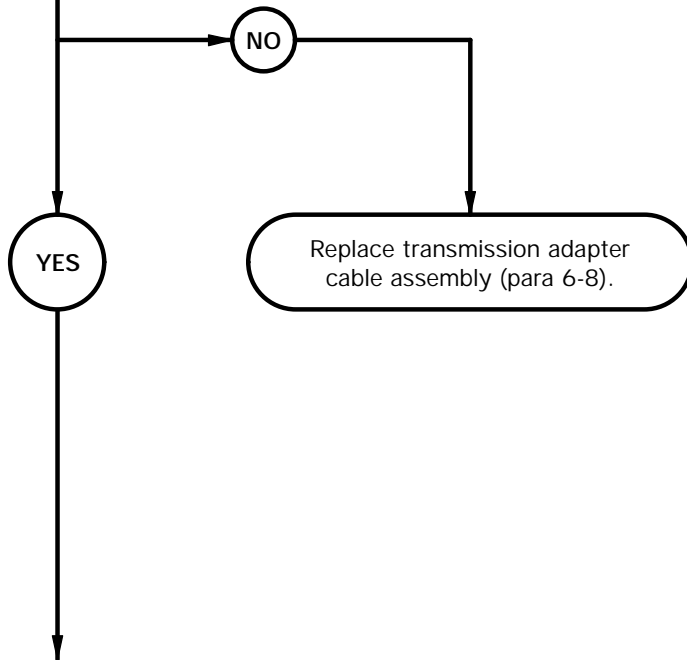 NO
YES
Replace transmission adapter
cable assembly (para 6-8).